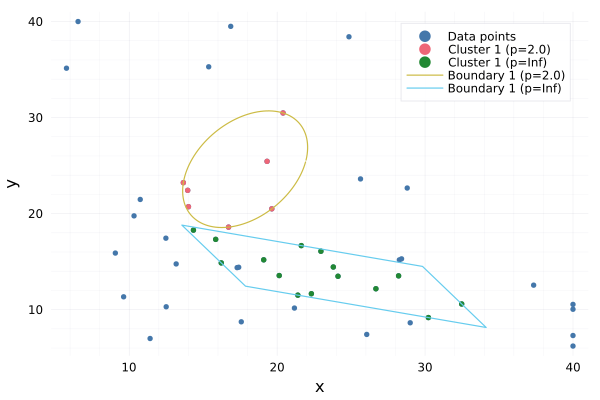 40
30
20
10
y
10
20
30
40
x
Data points
Cluster 1 (p=2.0)
Cluster 1 (p=Inf)
Boundary 1 (p=2.0)
Boundary 1 (p=Inf)